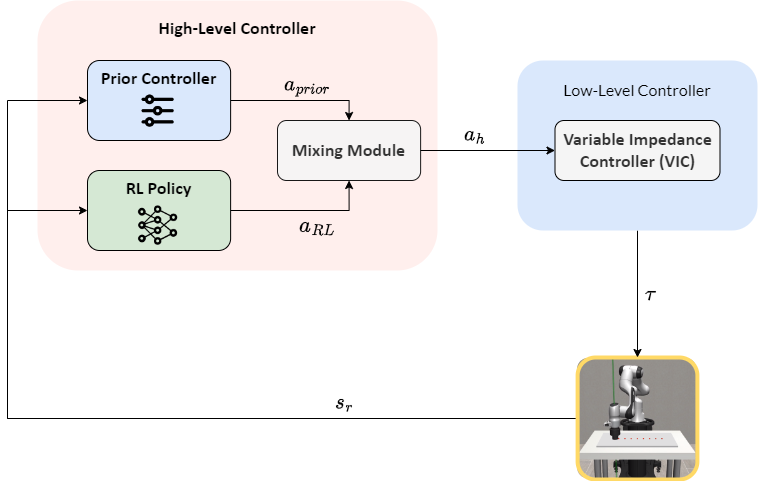 High-Level Controller
Prior Controller
a_{prior}
Mixing Module
RL Policy
a_{RL}
a_h
Low-Level Controller
Variable Impedance
Controller (VIC)
τ
s_r